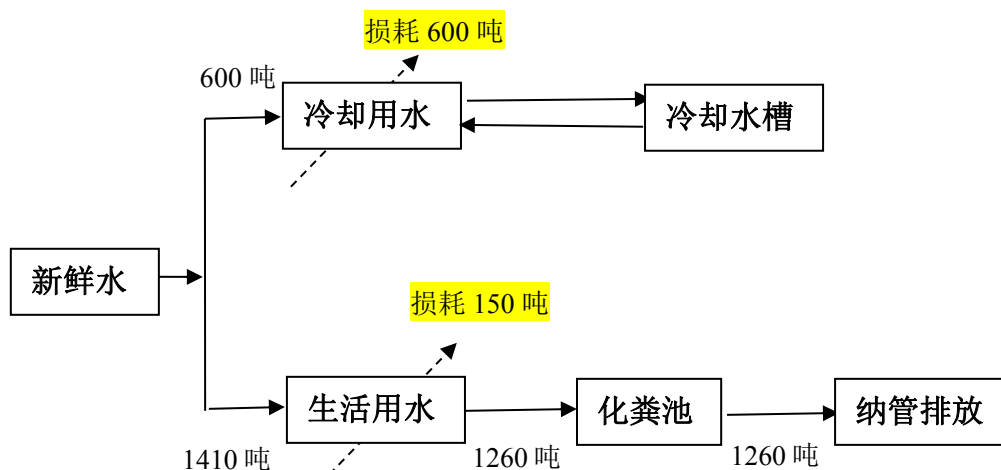 损耗 600 吨
600 吨
冷却用水
冷却水槽
新鲜水
损耗 150 吨
生活用水
化粪池
纳管排放
1410 吨
1260 吨
1260 吨